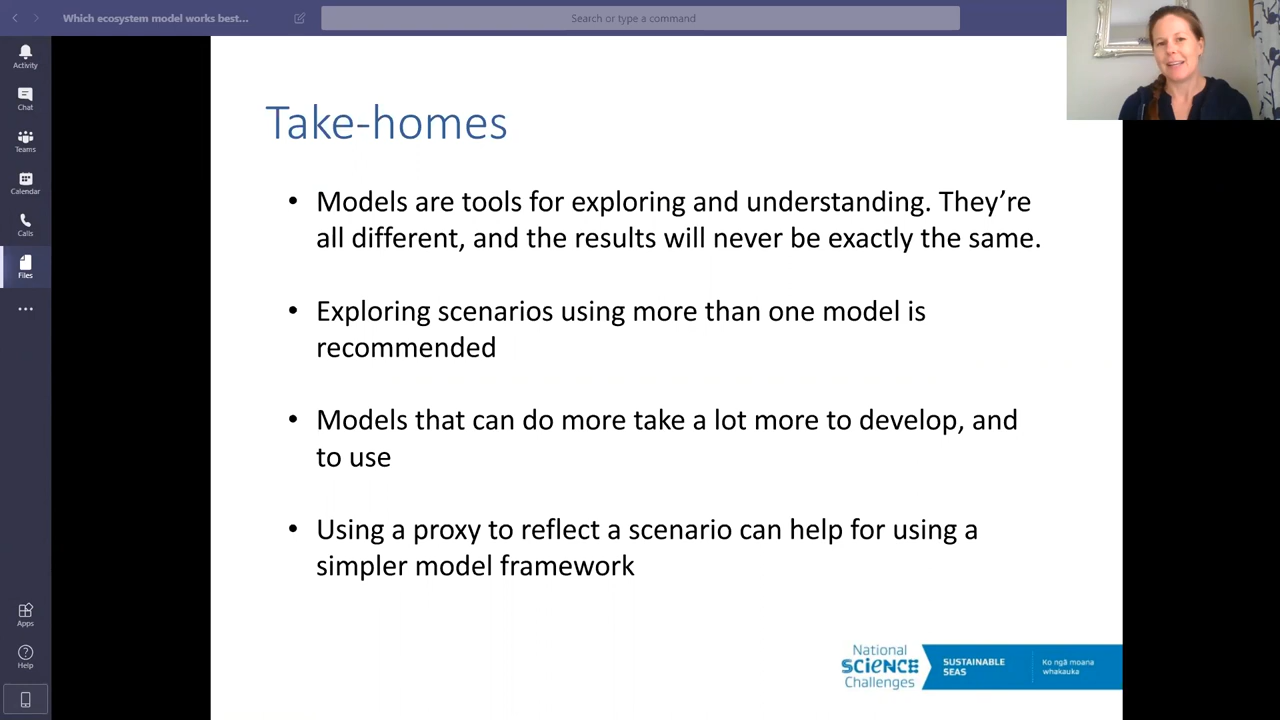 Which ecosystem model works best...
Search or type a command
Activity
Chat
Teams
Calendar
Calls
Files
Apps
Help
Take-homes
• Models are tools for exploring and understanding. They’re
all different, and the results will never be exactly the same.
• Exploring scenarios using more than one model is
recommended
• Models that can do more take a lot more to develop, and
to use
• Using a proxy to reflect a scenario can help for using a
simpler model framework
National
SCIENCE
Challenges
SUSTAINABLE
SEAS
Ko ngā moana
whakauka